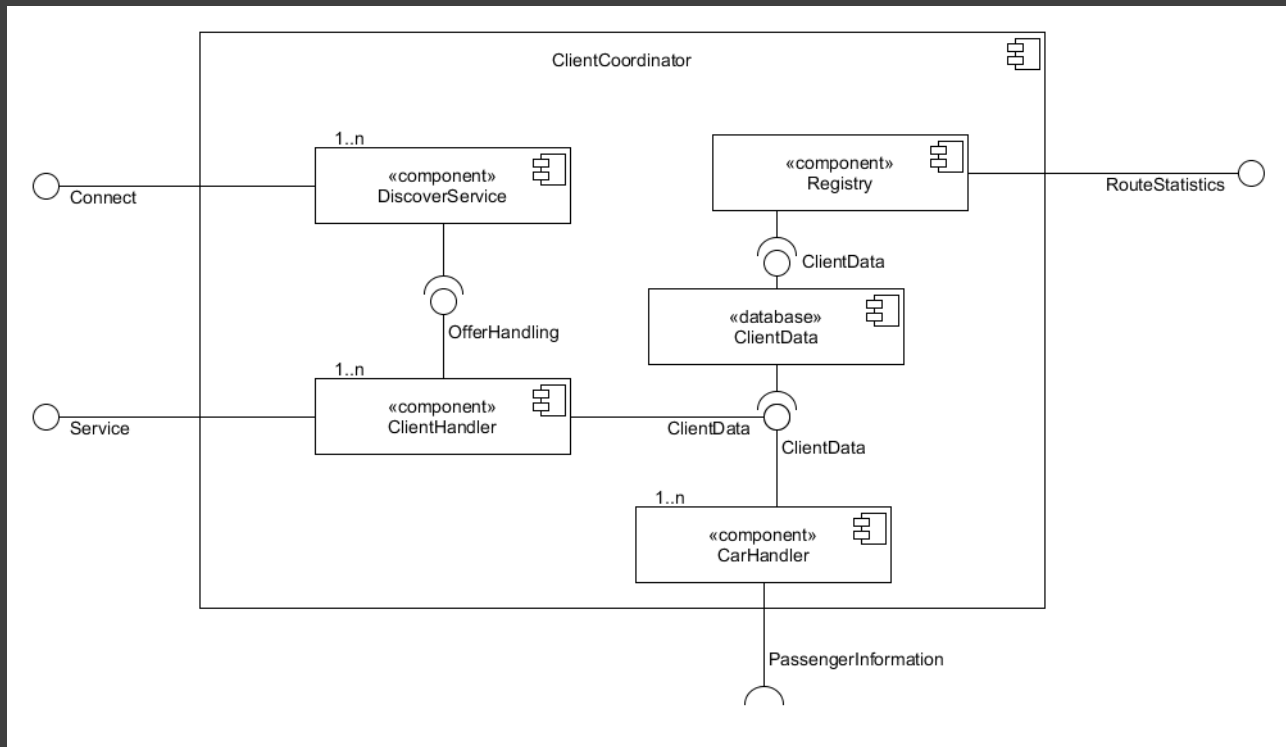 ClientCoordinator
1..n
«component»
DiscoverService
«component»
Registry
Connect
RouteStatistics
ClientData
OfferHandling
«database»
ClientData
1..n
«component»
ClientHandler
Service
ClientData
ClientData
1..n
«component»
CarHandler
PassengerInformation